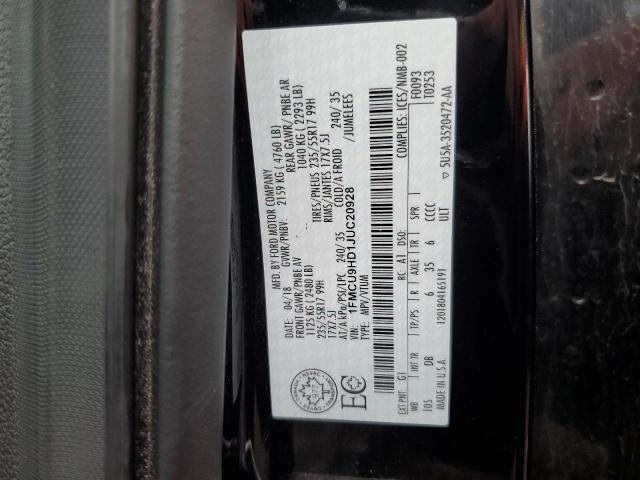 MFD. BY FORD MOTOR COMPANY
DATE: 04/18 GVWR/PNBV: 2159 KG ( 4760 LB)
FRONT GAWR/PNBE AV REAR GAWR/ PNBE AR
1125 KG ( 2480 LB) 1040 KG ( 2293 LB)
235/55R17 99H TIRES/PNEUS 235/55R17 99H
17X7.5J RIMS/JANTES 17X7.5J
AT/A kPa/PSI/LPC 240/ 35 COLD/A FROID 240/ 35
VIN: 1FMCU9HD1JUC20928 /JUMELEES
TYPE: MPV/VTUM
EC
COMPLIES: ICES/NMB-002
F0093
T0253
EXT PNT: G1 RC: A1 DSO:
WB INT TR TP/PS R AXLE TR SPR
105 DB 6 35 6 CCCC
MADE IN U.S.A. 1201804165191 ULT
▽ 5U5A-3520472-AA